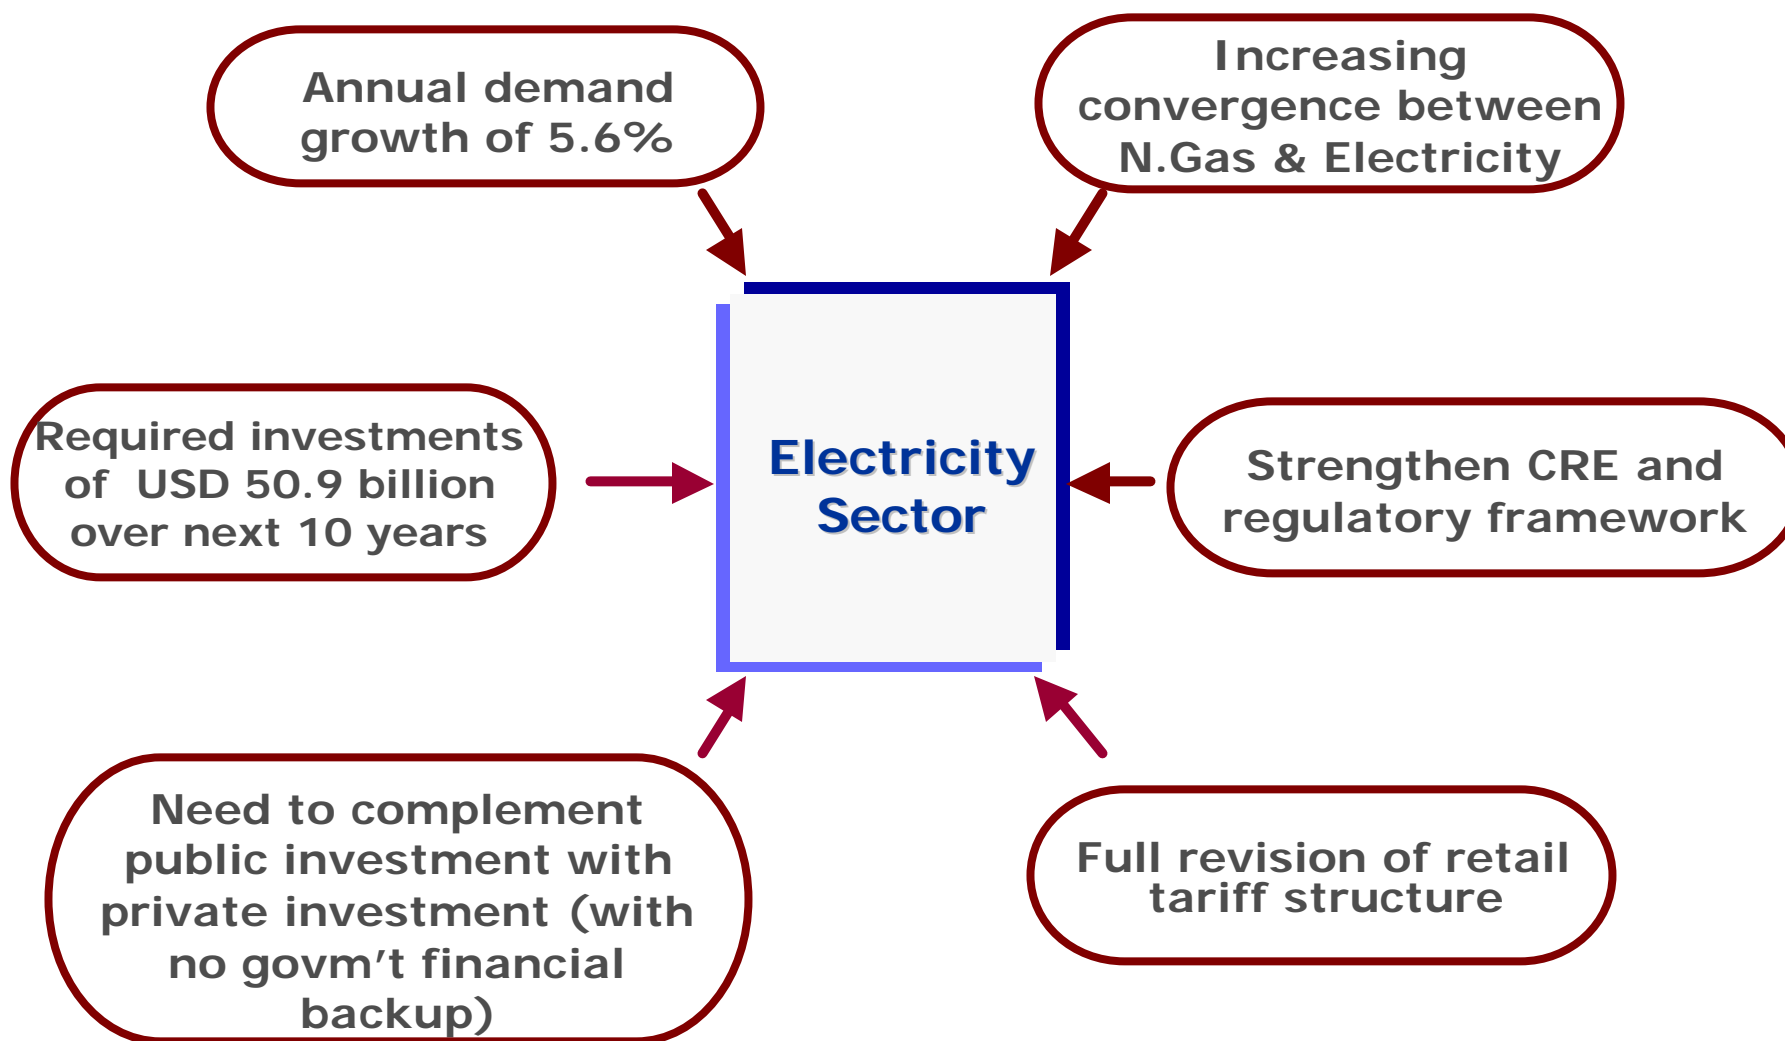 Annual demand
growth of 5.6%
Increasing
convergence between
N.Gas & Electricity
Required investments
of USD 50.9 billion
over next 10 years
Electricity
Sector
Strengthen CRE and
regulatory framework
Need to complement
public investment with
private investment (with
no govm’t financial
backup)
Full revision of retail
tariff structure